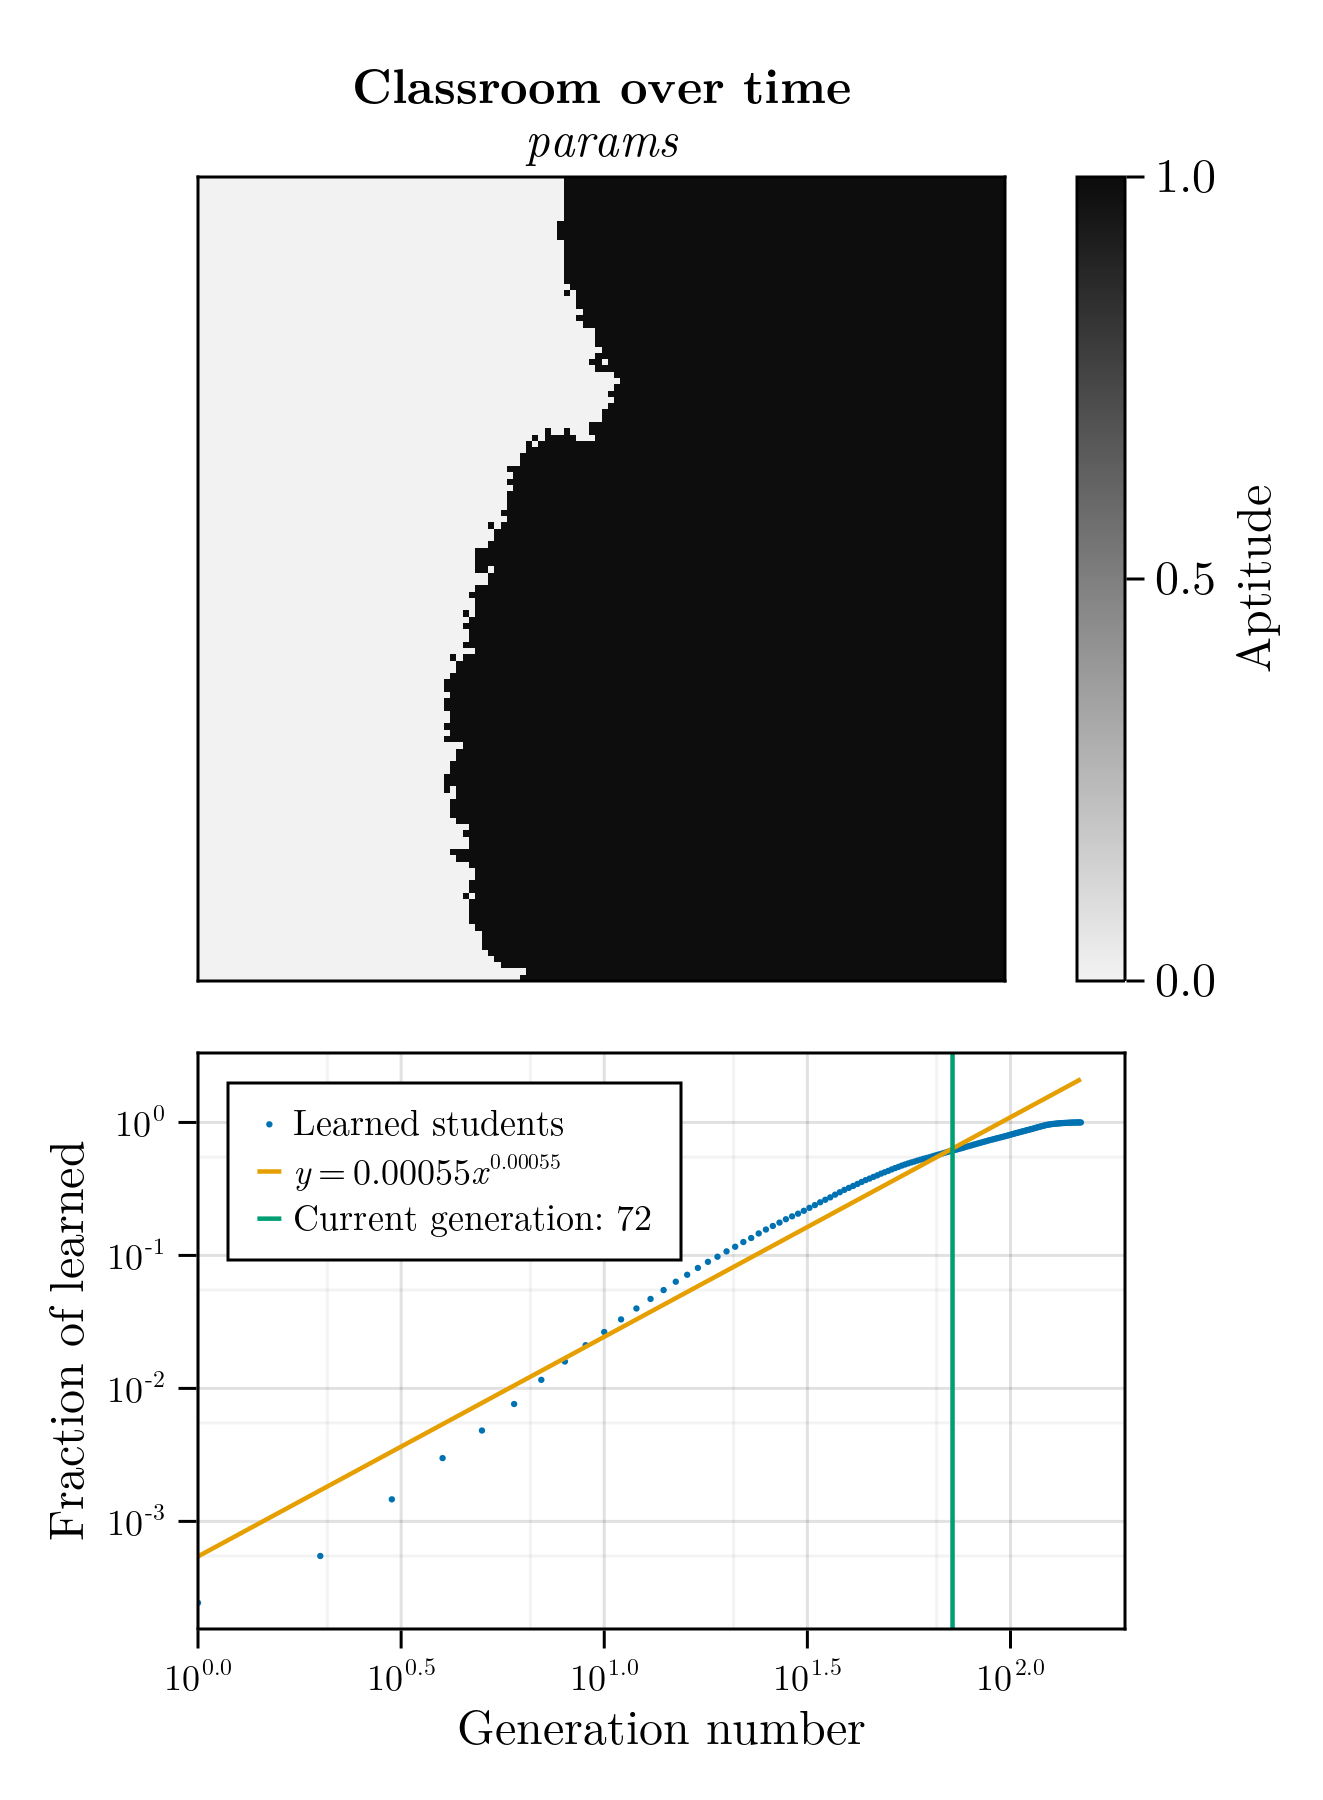 Classroom over time
params
1.0
0.5
0.0
Aptitude
Learned students
y = 0.00055x^0.00055
Current generation: 72
10^0
10^-1
10^-2
10^-3
Fraction of learned
10^0.0 10^0.5 10^1.0 10^1.5 10^2.0
Generation number